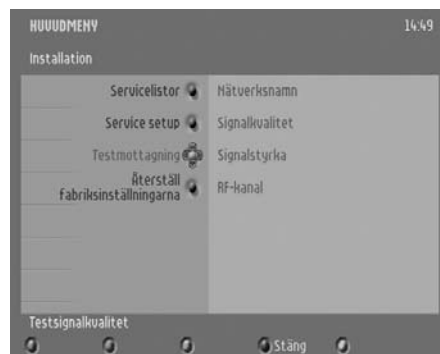 HUVUDMENY 14:49
Installation
Servicelistor Nätverksnamn
Service setup Signalkvalitet
Testmottagning Signalstyrka
Återställ
fabriksinställningarna RF-kanal
Testsignalkvalitet
Stäng